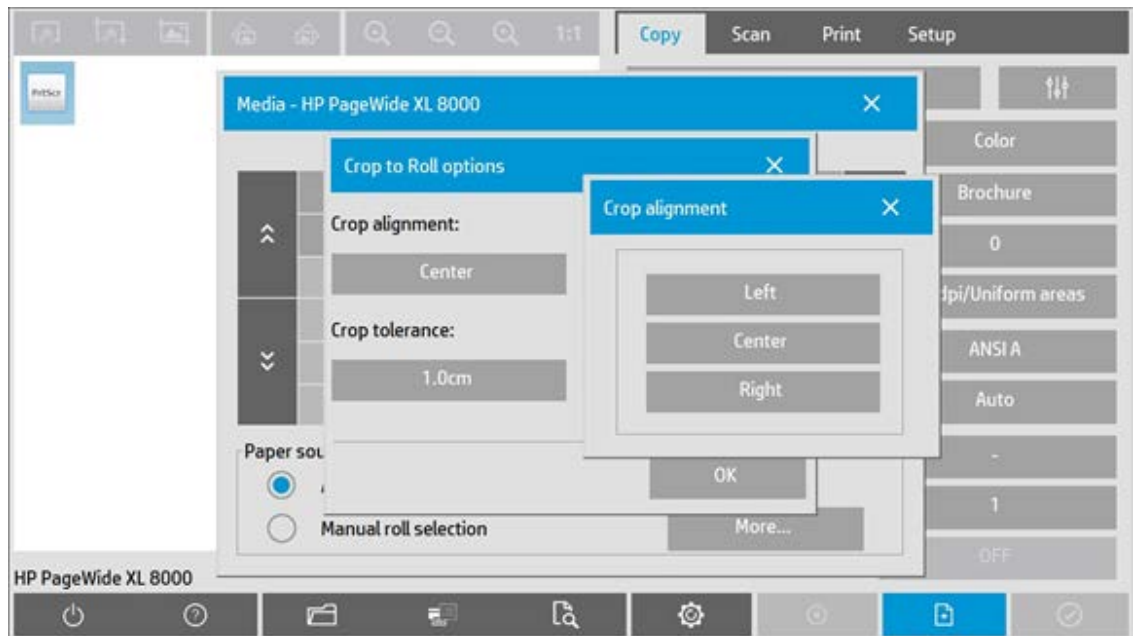 1:1
Copy
Scan
Print
Setup
PrtScr
Media - HP PageWide XL 8000
Color
Crop to Roll options
Crop alignment
Brochure
Crop alignment:
0
Center
Left
dpi/Uniform areas
Crop tolerance:
Center
ANSI A
1.0cm
Right
Auto
Paper sou
-
OK
1
Manual roll selection
More...
OFF
HP PageWide XL 8000